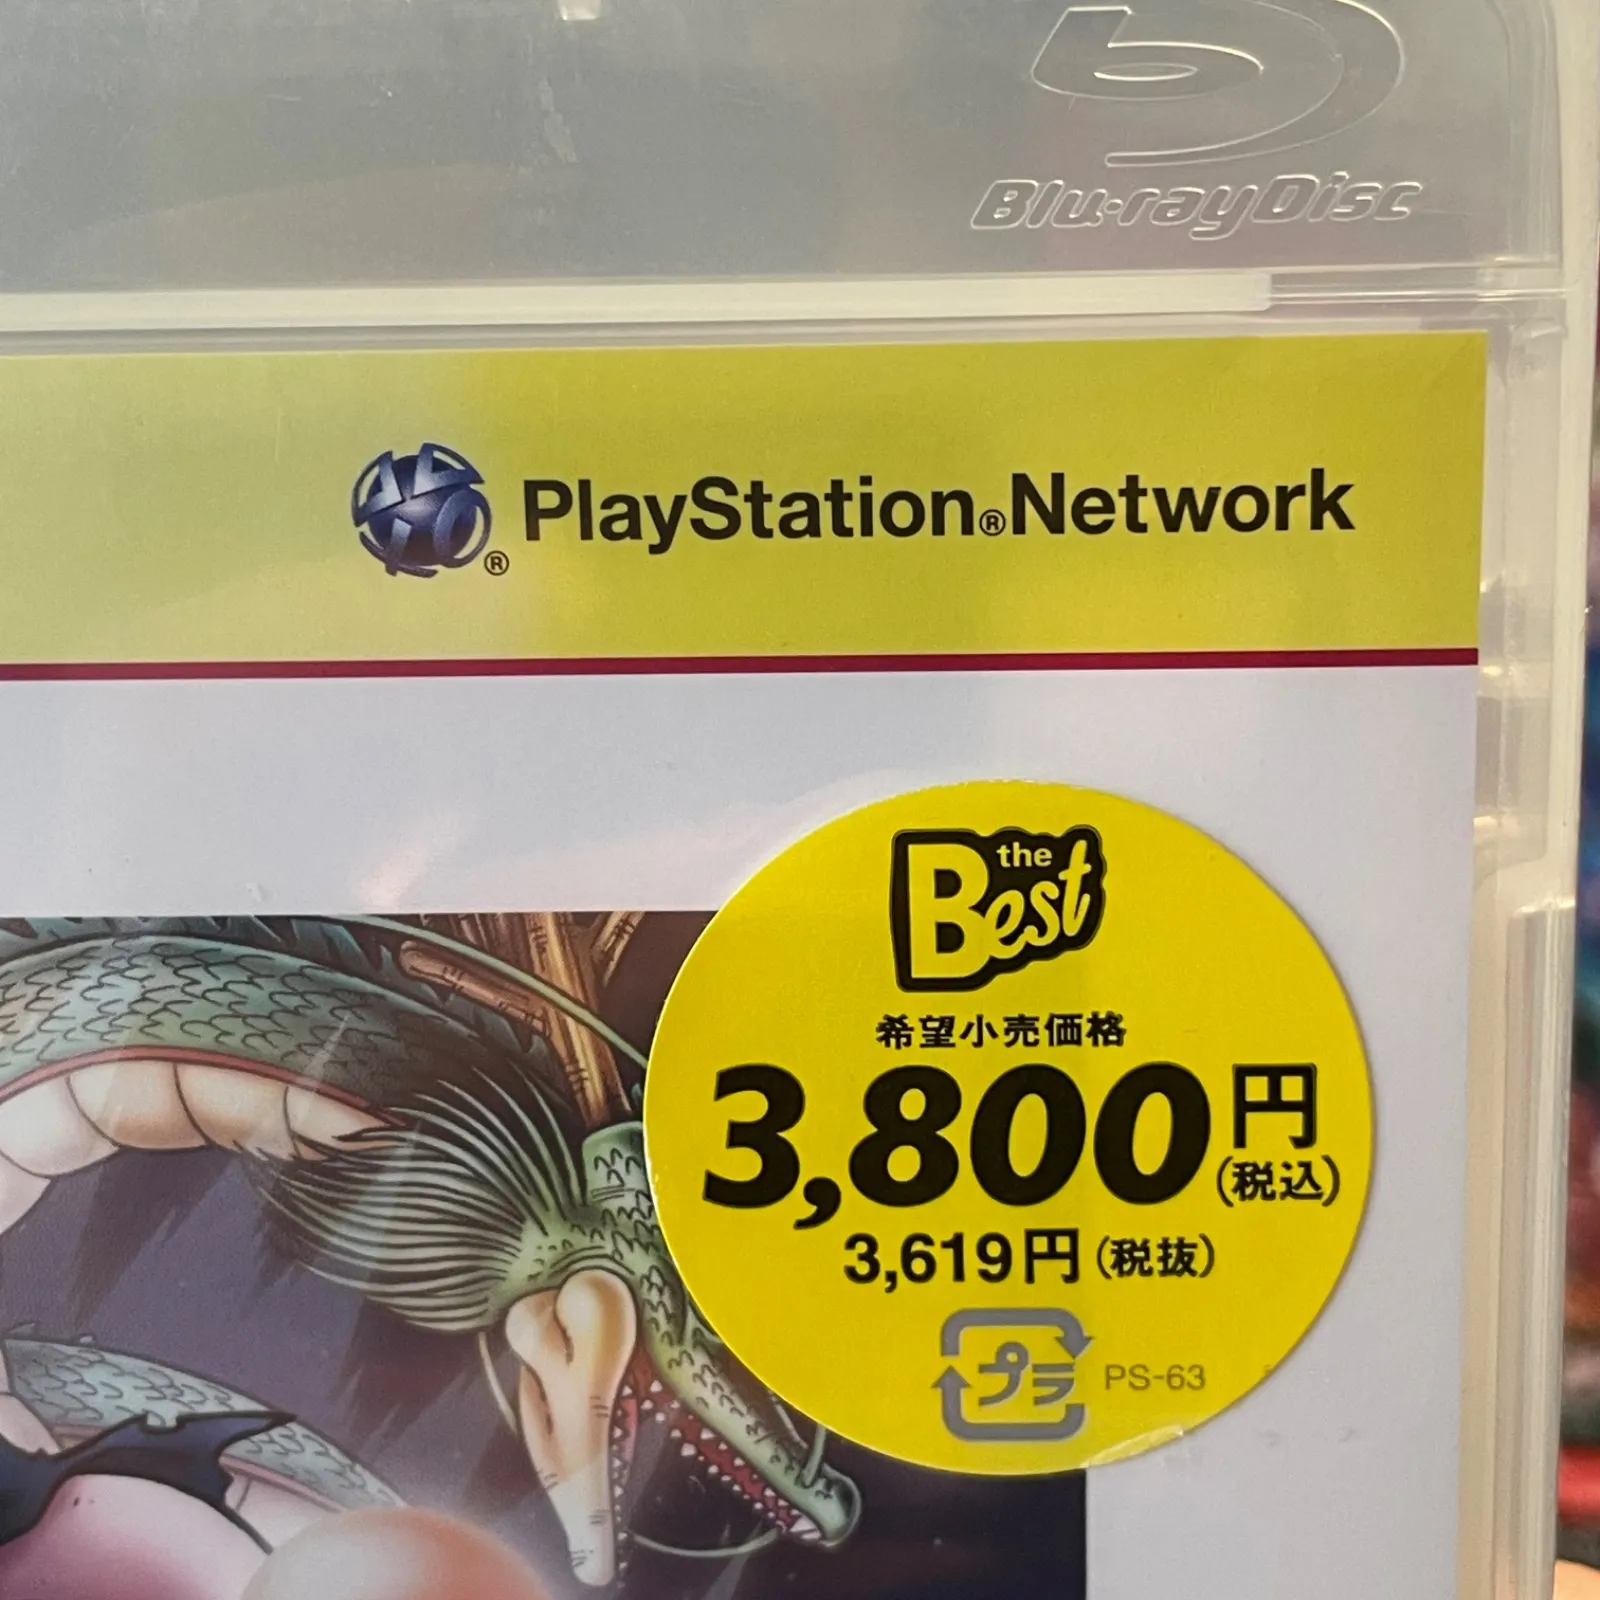 Blu-ray Disc
® PlayStation®Network
the
Best
希望小売価格
3,800円
(税込)
3,619円(税抜)
プラ PS-63